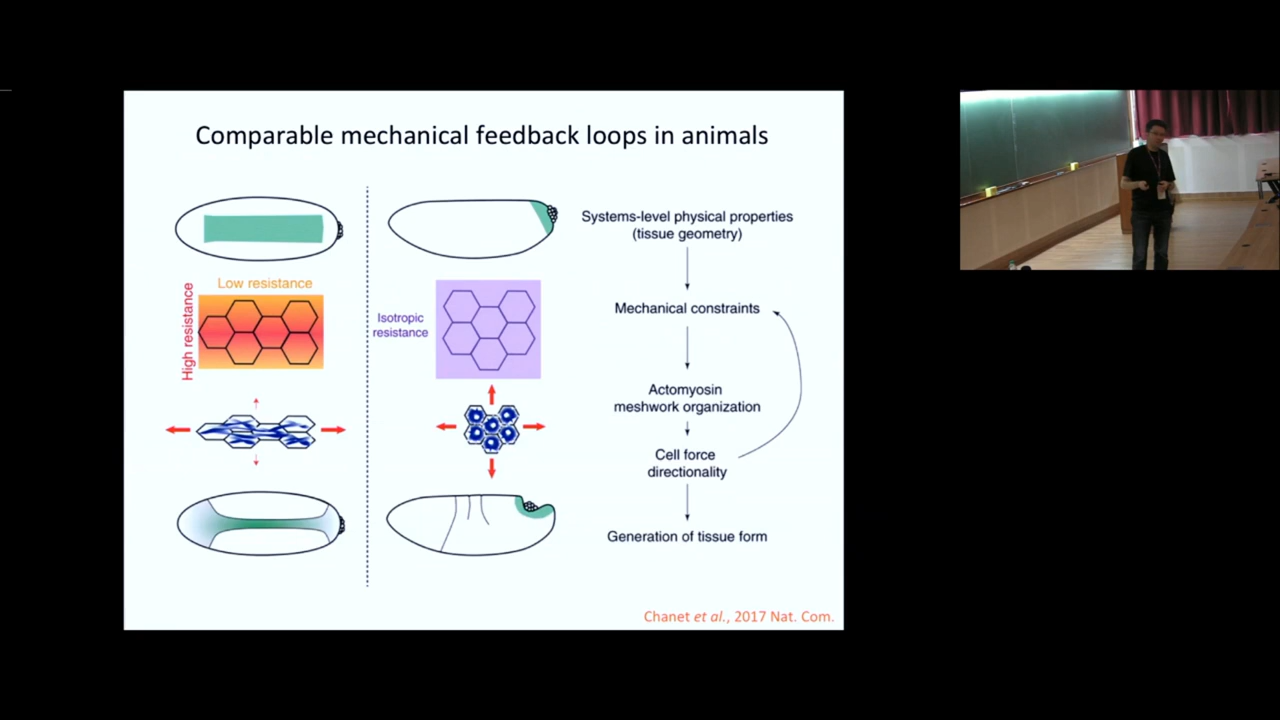 Comparable mechanical feedback loops in animals
Low resistance
High resistance
Isotropic
resistance
Systems-level physical properties
(tissue geometry)
Mechanical constraints
Actomyosin
meshwork organization
Cell force
directionality
Generation of tissue form
Chanet et al., 2017 Nat. Com.